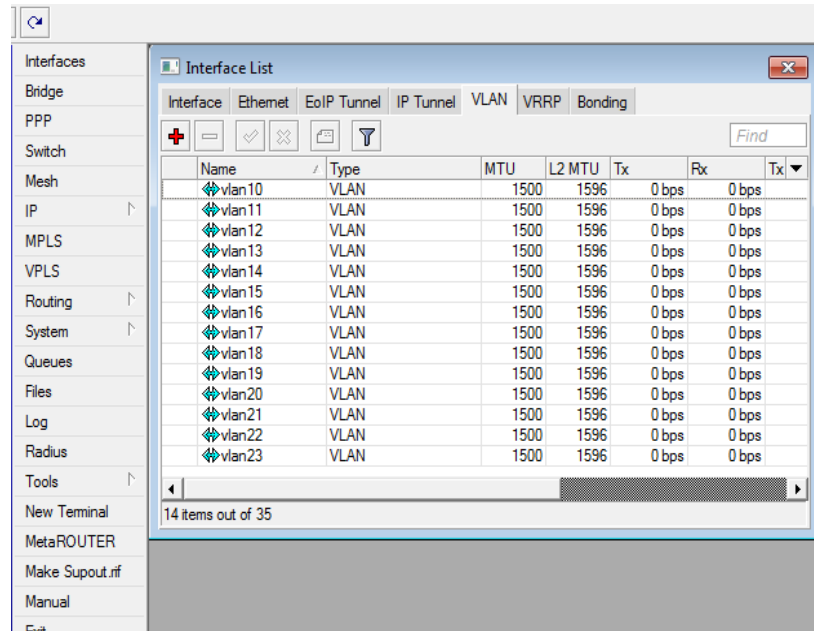 Interfaces
Bridge
PPP
Switch
Mesh
IP
MPLS
VPLS
Routing
System
Queues
Files
Log
Radius
Tools
New Terminal
MetaROUTER
Make Supout.rif
Manual
Exit
Interface List
Interface Ethernet EoIP Tunnel IP Tunnel VLAN VRRP Bonding
Find
Name Type MTU L2 MTU Tx Rx Tx
vlan10 VLAN 1500 1596 0 bps 0 bps
vlan11 VLAN 1500 1596 0 bps 0 bps
vlan12 VLAN 1500 1596 0 bps 0 bps
vlan13 VLAN 1500 1596 0 bps 0 bps
vlan14 VLAN 1500 1596 0 bps 0 bps
vlan15 VLAN 1500 1596 0 bps 0 bps
vlan16 VLAN 1500 1596 0 bps 0 bps
vlan17 VLAN 1500 1596 0 bps 0 bps
vlan18 VLAN 1500 1596 0 bps 0 bps
vlan19 VLAN 1500 1596 0 bps 0 bps
vlan20 VLAN 1500 1596 0 bps 0 bps
vlan21 VLAN 1500 1596 0 bps 0 bps
vlan22 VLAN 1500 1596 0 bps 0 bps
vlan23 VLAN 1500 1596 0 bps 0 bps
14 items out of 35